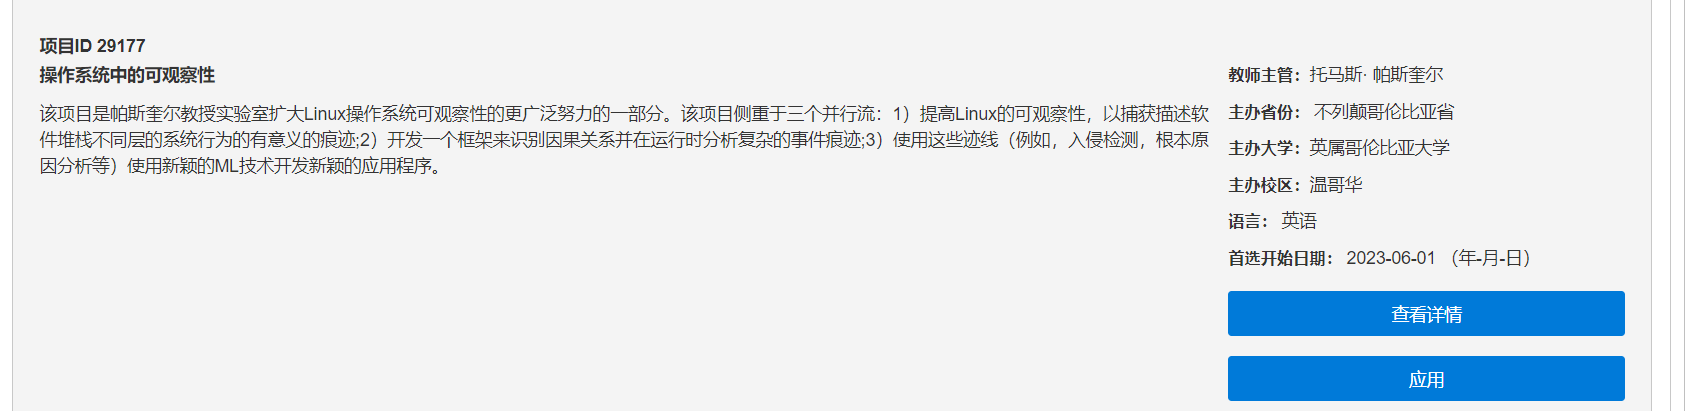 项目ID 29177
操作系统中的可观察性
该项目是帕斯奎尔教授实验室扩大Linux操作系统可观察性的更广泛努力的一部分。该项目侧重于三个并行流：1）提高Linux的可观察性，以捕获描述软
件堆栈不同层的系统行为的有意义的痕迹;2）开发一个框架来识别因果关系并在运行时分析复杂的事件痕迹;3）使用这些迹线（例如，入侵检测，根本原
因分析等）使用新颖的ML技术开发新颖的应用程序。
教师主管：托马斯· 帕斯奎尔
主办省份： 不列颠哥伦比亚省
主办大学：英属哥伦比亚大学
主办校区：温哥华
语言： 英语
首选开始日期： 2023-06-01 （年-月-日）
查看详情
应用